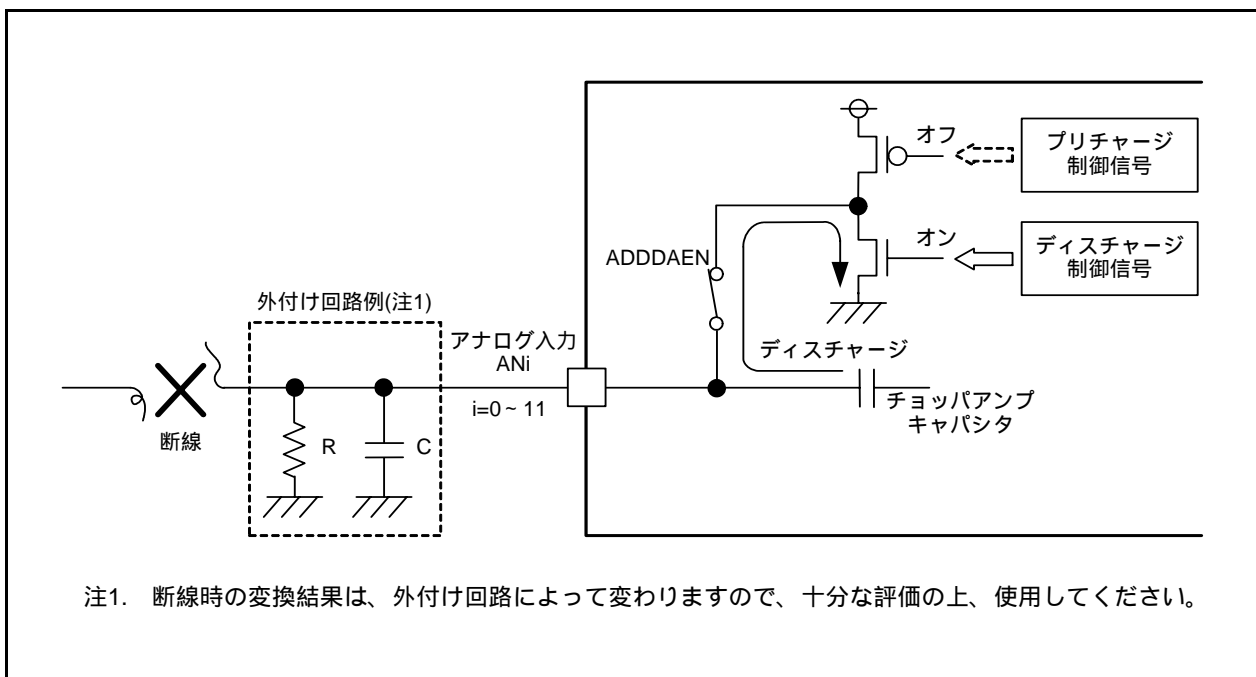 オフ
プリチャージ
制御信号
オン
ディスチャージ
制御信号
ADDDAEN
外付け回路例(注1)
アナログ入力
ANi
ディスチャージ
i=0~11
チョッパアンプ
キャパシタ
断線
R
C
注1. 断線時の変換結果は、外付け回路によって変わりますので、十分な評価の上、使用してください。